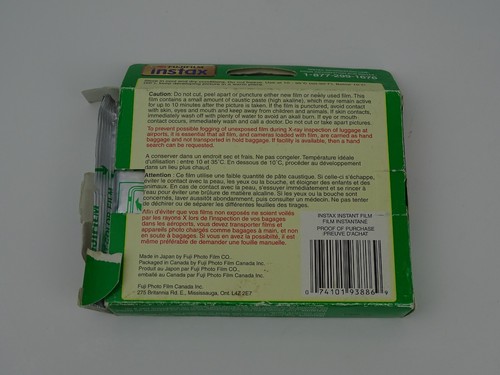 FUJIFILM
instax
1-877-299-1676
Caution: Do not cut, peel apart or puncture either new film or newly used film. This
film contains a small amount of caustic paste (high alkaline), which may remain active
for up to 10 minutes after the picture is taken. If the film is punctured, avoid contact
with skin, eyes and mouth and keep away from children and animals. If skin contacts,
immediately wash off with plenty of water to avoid an alkali burn. If eye or mouth
contact occurs, immediately wash and call a doctor. Do not cut or take apart pictures.
To prevent possible fogging of unexposed film during X-ray inspection of luggage at
airports, it is essential that all film, and cameras loaded with film, are carried as hand
baggage and not transported in hold baggage. If facility is available, then a hand
search can be requested.
A conserver dans un endroit sec et frais. Ne pas congeler. Température idéale
d'utilisation : entre 10 et 35˚C. En dessous de 10˚C, procéder au développement
dans un lieu plus chaud.
Attention : Ce film utilise une faible quantité de pâte caustique. Si celle-ci s'échappe,
évitez le contact avec la peau, les yeux ou la bouche, et éloigner des enfants et des
animaux. En cas de contact avec la peau, s'essuyer immédiatement et se rincer à
l'eau pour éviter une brûlure de matière alcaline. Si les yeux ou la bouche sont
concernés, laver aussitôt abondamment, puis consulter un médecin. Ne pas tenter
de déchirer ou de séparer les différentes feuilles des tirages.
Afin d'éviter que vos films non exposés ne soient voilés
par les rayons X lors de l'inspection de vos bagages
dans les aéroports, vous devez transporter films et
appareils photo chargés comme bagages à main, et non
en soute à bagages. Si vous en avez la possibilité, il est
même préférable de demander une fouille manuelle.
Made in Japan by Fuji Photo Film CO.
Packaged in Canada by Fuji Photo Film Canada Inc.
Produit au Japon par Fuji Photo Film CO.
emballé au Canada par Fuji Photo Film Canada Inc.
Fuji Photo Film Canada Inc.
275 Britannia Rd. E., Mississauga, Ont. L4Z 2E7
INSTAX INSTANT FILM
FILM INSTANTANÉ
PROOF OF PURCHASE
PREUVE D'ACHAT
0 74101 93886 9